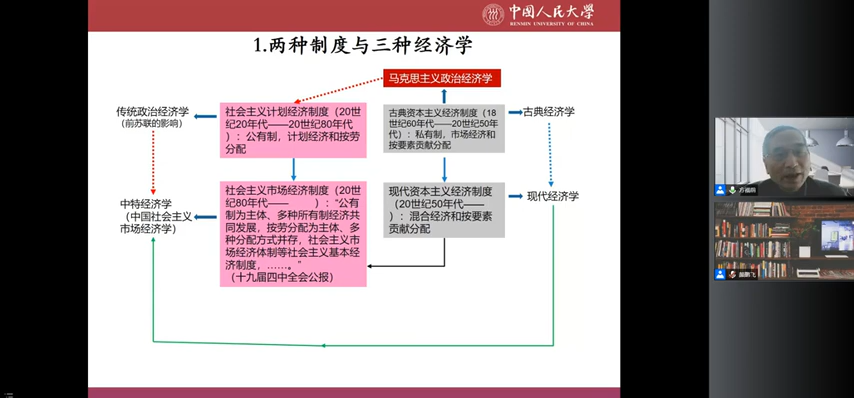 中国人民大学
RENMIN UNIVERSITY OF CHINA
1.两种制度与三种经济学
马克思主义政治经济学
传统政治经济学
（前苏联的影响）
社会主义计划经济制度（20世
纪20年代——20世纪80年代
）：公有制，计划经济和按劳
分配
古典资本主义经济制度（18
世纪60年代——20世纪50年
代）：私有制，市场经济和
按要素贡献分配
古典经济学
中特经济学
（中国社会主义
市场经济学）
社会主义市场经济制度（20世
纪80年代—— ）：“公有
制为主体、多种所有制经济共
同发展，按劳分配为主体、多
种分配方式并存，社会主义市
场经济体制等社会主义基本经
济制度，……。”
（十九届四中全会公报）
现代资本主义经济制度
（20世纪50年代——
）：混合经济和按要素
贡献分配
现代经济学
方福前